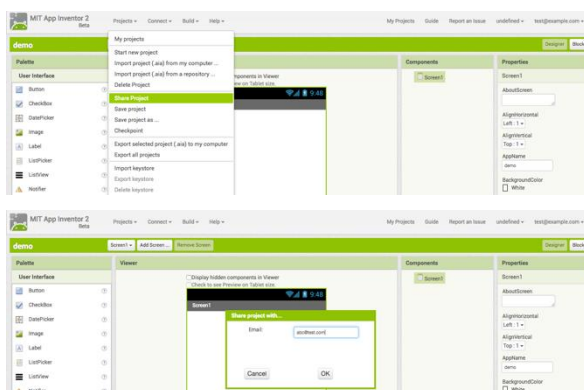 MIT App Inventor 2
Beta
Projects Connect Build Help
My Projects Guide Report an Issue undefined test@example.com
demo
Designer Block
My projects
Start new project
Import project (.aia) from my computer ...
Import project (.aia) from a repository ...
Delete Project
Share Project
Save project
Save project as ...
Checkpoint
Export selected project (.aia) to my computer
Export all projects
Import keystore
Export keystore
Delete keystore
Palette
User Interface
Button
CheckBox
DatePicker
Image
Label
ListPicker
ListView
Notifier
ponents in Viewer
ew on Tablet size.
9:48
Components
Screen1
Properties
Screen1
AboutScreen
AlignHorizontal
Left : 1
AlignVertical
Top : 1
AppName
demo
BackgroundColor
White
MIT App Inventor 2
Beta
Projects Connect Build Help
My Projects Guide Report an Issue undefined test@example.com
demo
Screen1 Add Screen ... Remove Screen
Designer Block
Palette
User Interface
Button
CheckBox
DatePicker
Image
Label
ListPicker
ListView
Viewer
Display hidden components in Viewer
Check to see Preview on Tablet size.
9:48
Screen1
Share project with...
Email:
Cancel OK
Components
Screen1
Properties
Screen1
AboutScreen
AlignHorizontal
Left : 1
AlignVertical
Top : 1
AppName
demo
BackgroundColor
White